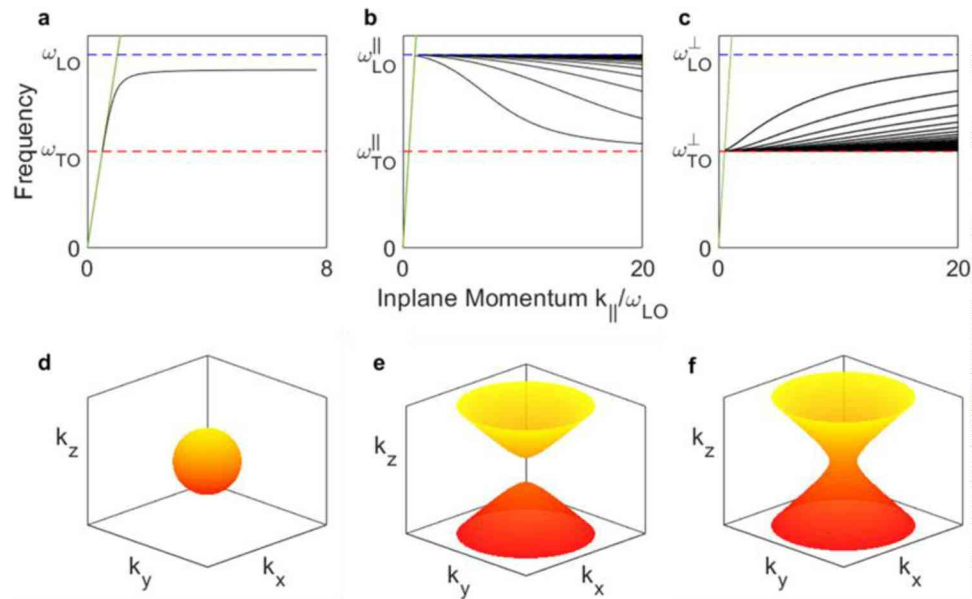 a
b
c
ω_LO
ω_TO
0
0
8
Frequency
ω_LO^∥
ω_TO^∥
0
0
20
ω_LO^⊥
ω_TO^⊥
0
0
20
Inplane Momentum k_||/ω_LO
d
e
f
k_z
k_y
k_x
k_z
k_y
k_x
k_z
k_y
k_x